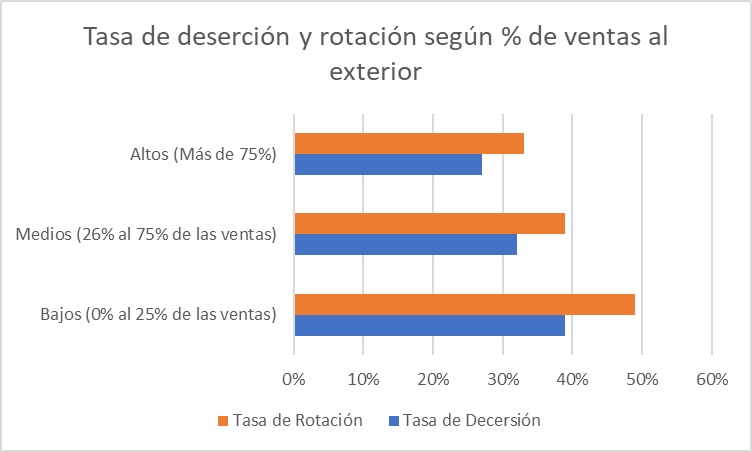 Tasa de deserción y rotación según % de ventas al
exterior
Altos (Más de 75%)
Medios (26% al 75% de las ventas)
Bajos (0% al 25% de las ventas)
0% 10% 20% 30% 40% 50% 60%
Tasa de Rotación Tasa de Decersión